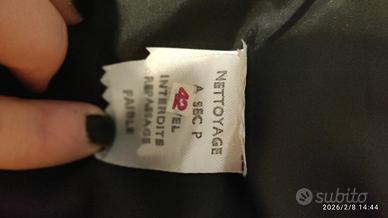 NETTOYAGE
A SEC P
42/EL
INTERDITE
REPASSAGE
FAIBLE
subito
2026/2/8 14:44